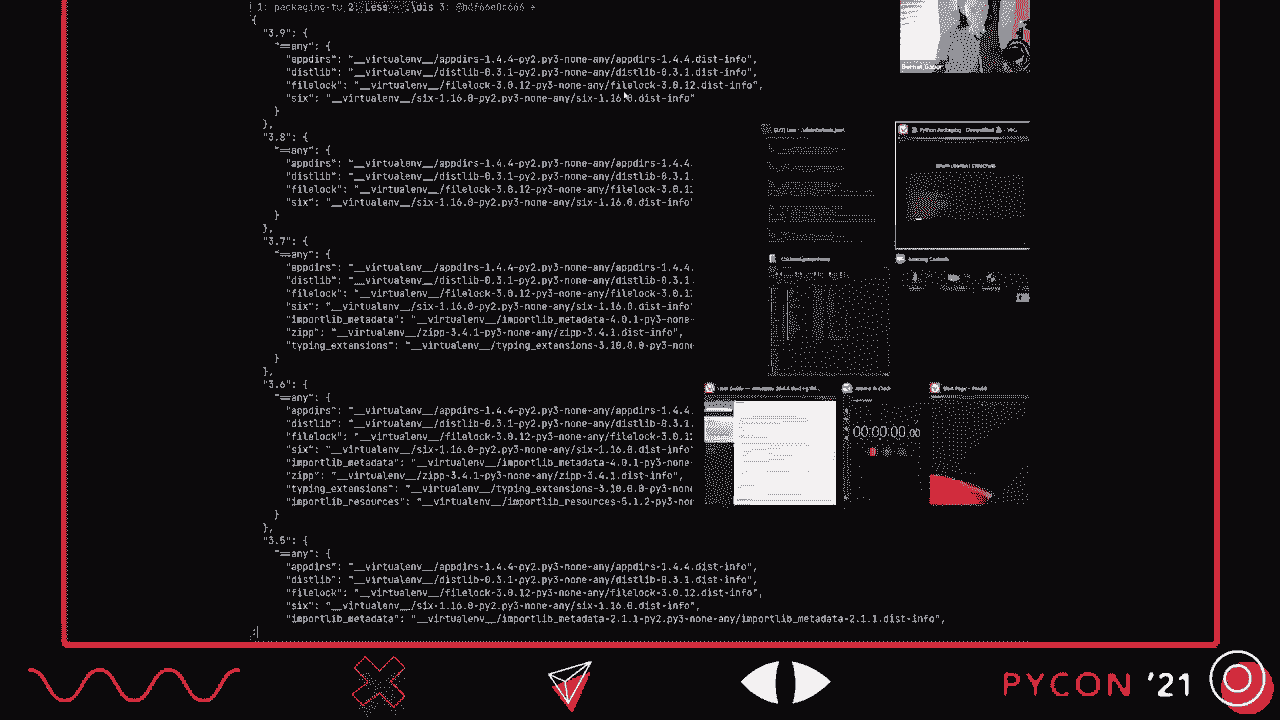 {
"3.9": {
"==any": {
"appdirs": "__virtualenv__/appdirs-1.4.4-py2.py3-none-any/appdirs-1.4.4.dist-info",
"distlib": "__virtualenv__/distlib-0.3.1-py2.py3-none-any/distlib-0.3.1.dist-info",
"filelock": "__virtualenv__/filelock-3.0.12-py3-none-any/filelock-3.0.12.dist-info",
"six": "__virtualenv__/six-1.16.0-py2.py3-none-any/six-1.16.0.dist-info"
}
},
"3.8": {
"==any": {
"appdirs": "__virtualenv__/appdirs-1.4.4-py2.py3-none-any/appdirs-1.4.4.
"distlib": "__virtualenv__/distlib-0.3.1-py2.py3-none-any/distlib-0.3.1.
"filelock": "__virtualenv__/filelock-3.0.12-py3-none-any/filelock-3.0.12
"six": "__virtualenv__/six-1.16.0-py2.py3-none-any/six-1.16.0.dist-info"
}
},
"3.7": {
"==any": {
"appdirs": "__virtualenv__/appdirs-1.4.4-py2.py3-none-any/appdirs-1.4.4.
"distlib": "__virtualenv__/distlib-0.3.1-py2.py3-none-any/distlib-0.3.1.
"filelock": "__virtualenv__/filelock-3.0.12-py3-none-any/filelock-3.0.12
"six": "__virtualenv__/six-1.16.0-py2.py3-none-any/six-1.16.0.dist-info"
"importlib_metadata": "__virtualenv__/importlib_metadata-4.0.1-py3-none-
"zipp": "__virtualenv__/zipp-3.4.1-py3-none-any/zipp-3.4.1.dist-info",
"typing_extensions": "__virtualenv__/typing_extensions-3.10.0.0-py3-none
}
},
"3.6": {
"==any": {
"appdirs": "__virtualenv__/appdirs-1.4.4-py2.py3-none-any/appdirs-1.4.4.
"distlib": "__virtualenv__/distlib-0.3.1-py2.py3-none-any/distlib-0.3.1.
"filelock": "__virtualenv__/filelock-3.0.12-py3-none-any/filelock-3.0.12
"six": "__virtualenv__/six-1.16.0-py2.py3-none-any/six-1.16.0.dist-info"
"importlib_metadata": "__virtualenv__/importlib_metadata-4.0.1-py3-none-
"zipp": "__virtualenv__/zipp-3.4.1-py3-none-any/zipp-3.4.1.dist-info",
"typing_extensions": "__virtualenv__/typing_extensions-3.10.0.0-py3-none
"importlib_resources": "__virtualenv__/importlib_resources-5.1.2-py3-non
}
},
"3.5": {
"==any": {
"appdirs": "__virtualenv__/appdirs-1.4.4-py2.py3-none-any/appdirs-1.4.4.dist-info",
"distlib": "__virtualenv__/distlib-0.3.1-py2.py3-none-any/distlib-0.3.1.dist-info",
"filelock": "__virtualenv__/filelock-3.0.12-py3-none-any/filelock-3.0.12.dist-info",
"six": "__virtualenv__/six-1.16.0-py2.py3-none-any/six-1.16.0.dist-info",
"importlib_metadata": "__virtualenv__/importlib_metadata-2.1.1-py2.py3-none-any/importlib_metadata-2.1.1.dist-info",
:
00:00:00
PYCON '21